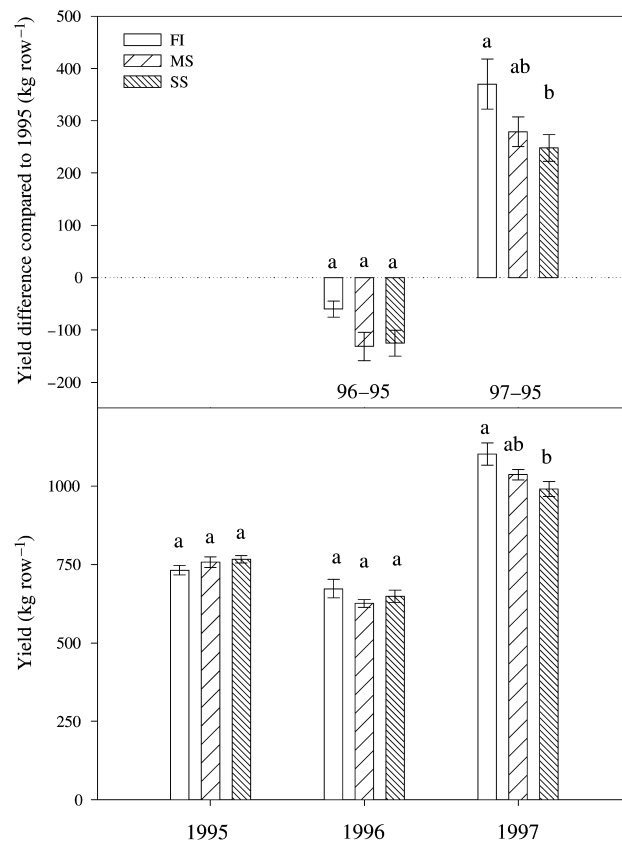 Yield difference compared to 1995 (kg row⁻¹)
500
400
300
200
100
0
−100
−200
FI
MS
SS
a
ab
b
a a a
96–95 97–95
Yield (kg row⁻¹)
1000
750
500
250
0
a a a
a a a
a
ab
b
1995 1996 1997